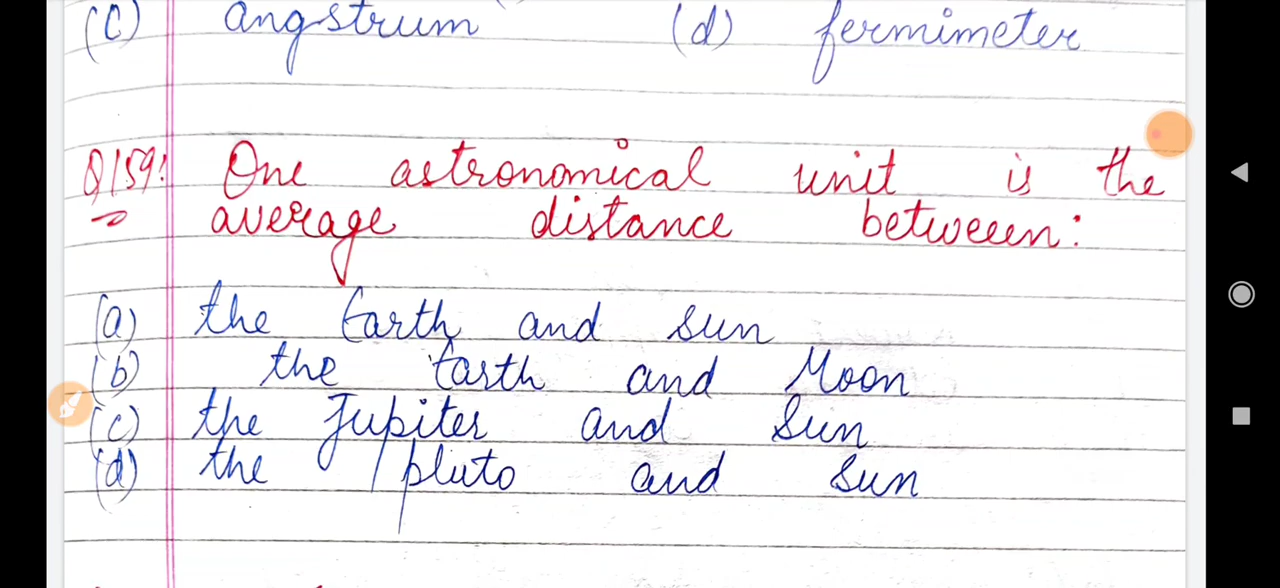 (c) angstrum (d) fermimeter
Q159: One astronomical unit is the
average distance betweeen:
(a) the Earth and sun
(b) the Earth and Moon
(c) the Jupiter and Sun
(d) the pluto and sun